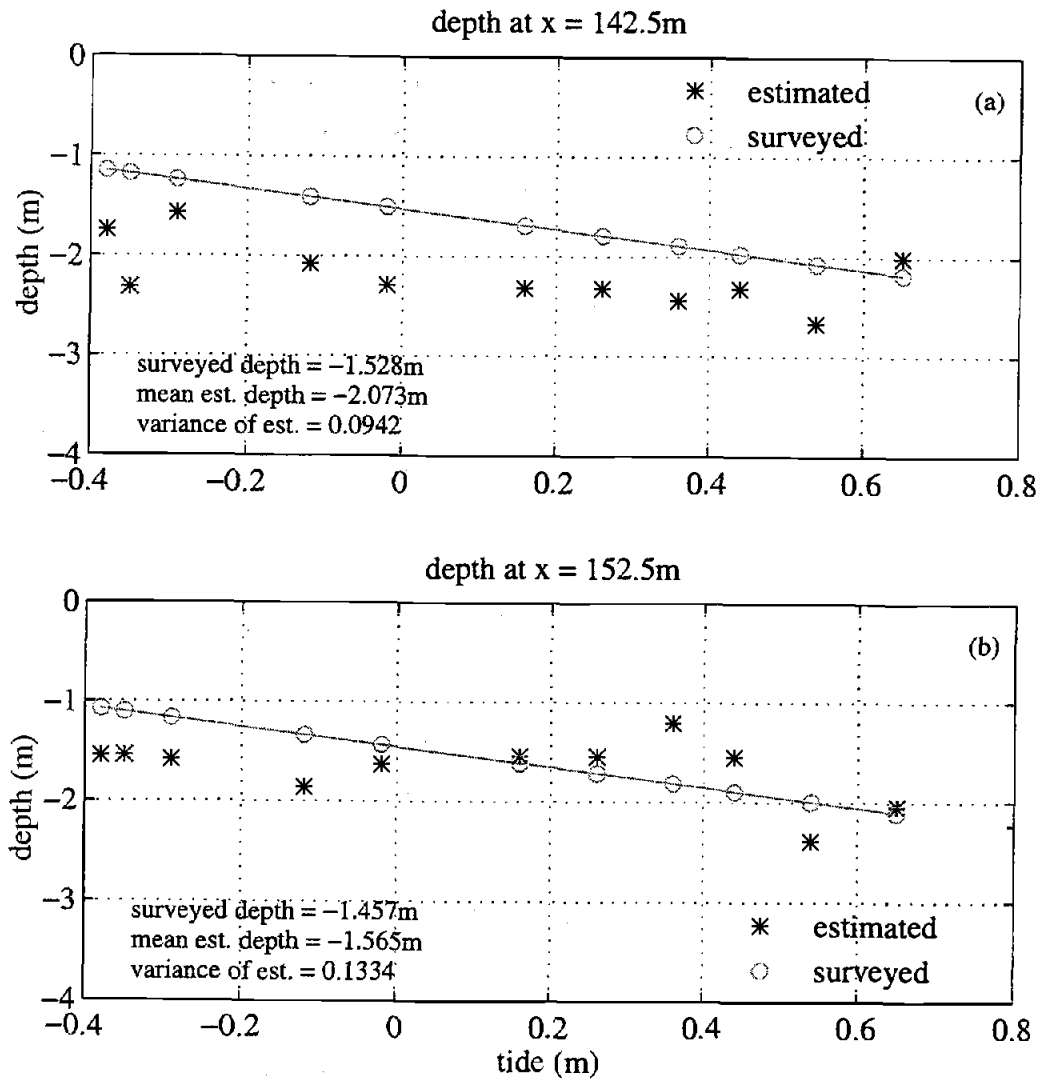 depth at x = 142.5m
0
−1
−2
−3
−4
depth (m)
estimated
surveyed
(a)
surveyed depth = −1.528m
mean est. depth = −2.073m
variance of est. = 0.0942
−0.4 −0.2 0 0.2 0.4 0.6 0.8
depth at x = 152.5m
0
−1
−2
−3
−4
depth (m)
(b)
surveyed depth = −1.457m
mean est. depth = −1.565m
variance of est. = 0.1334
estimated
surveyed
−0.4 −0.2 0 0.2 0.4 0.6 0.8
tide (m)